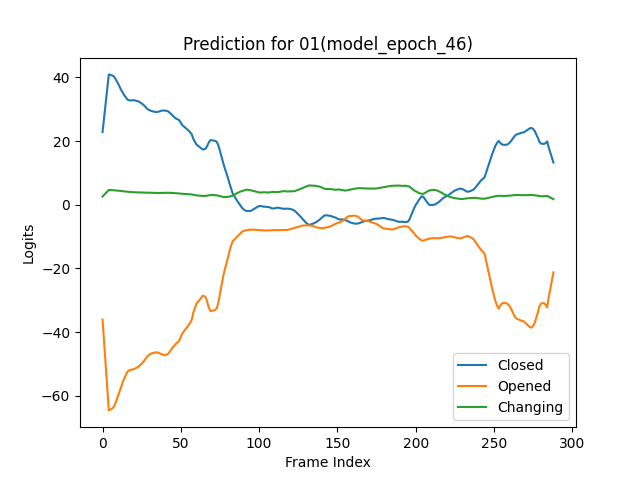 Prediction for 01(model_epoch_46)
40
20
0
−20
−40
−60
Logits
0 50 100 150 200 250 300
Frame Index
Closed
Opened
Changing